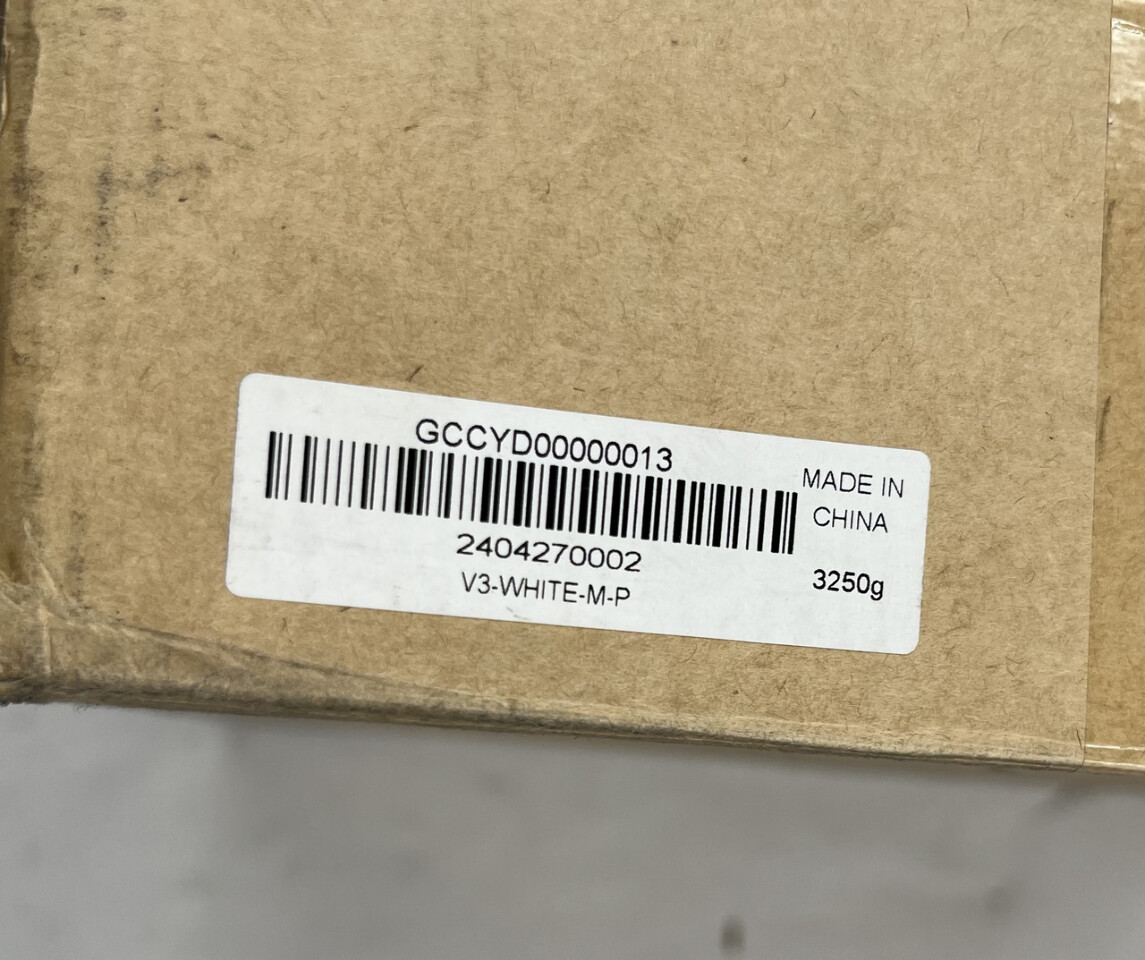 GCCYD00000013
MADE IN
CHINA
2404270002
3250g
V3-WHITE-M-P